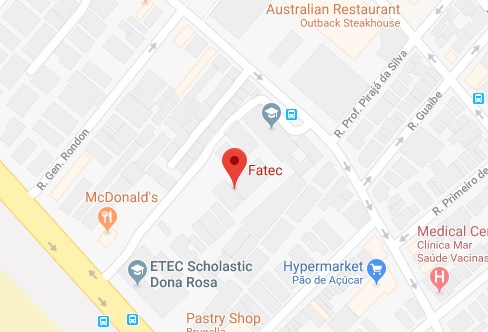 Australian Restaurant
Outback Steakhouse
R. Prof. Pirajá da Silva
R. Guaibe
R. Gen. Rondon
Fatec
McDonald's
R. Primeiro de
Medical Cen
Clínica Mar
Saúde Vacinas
ETEC Scholastic
Dona Rosa
Hypermarket
Pão de Açúcar
Pastry Shop
Brunella